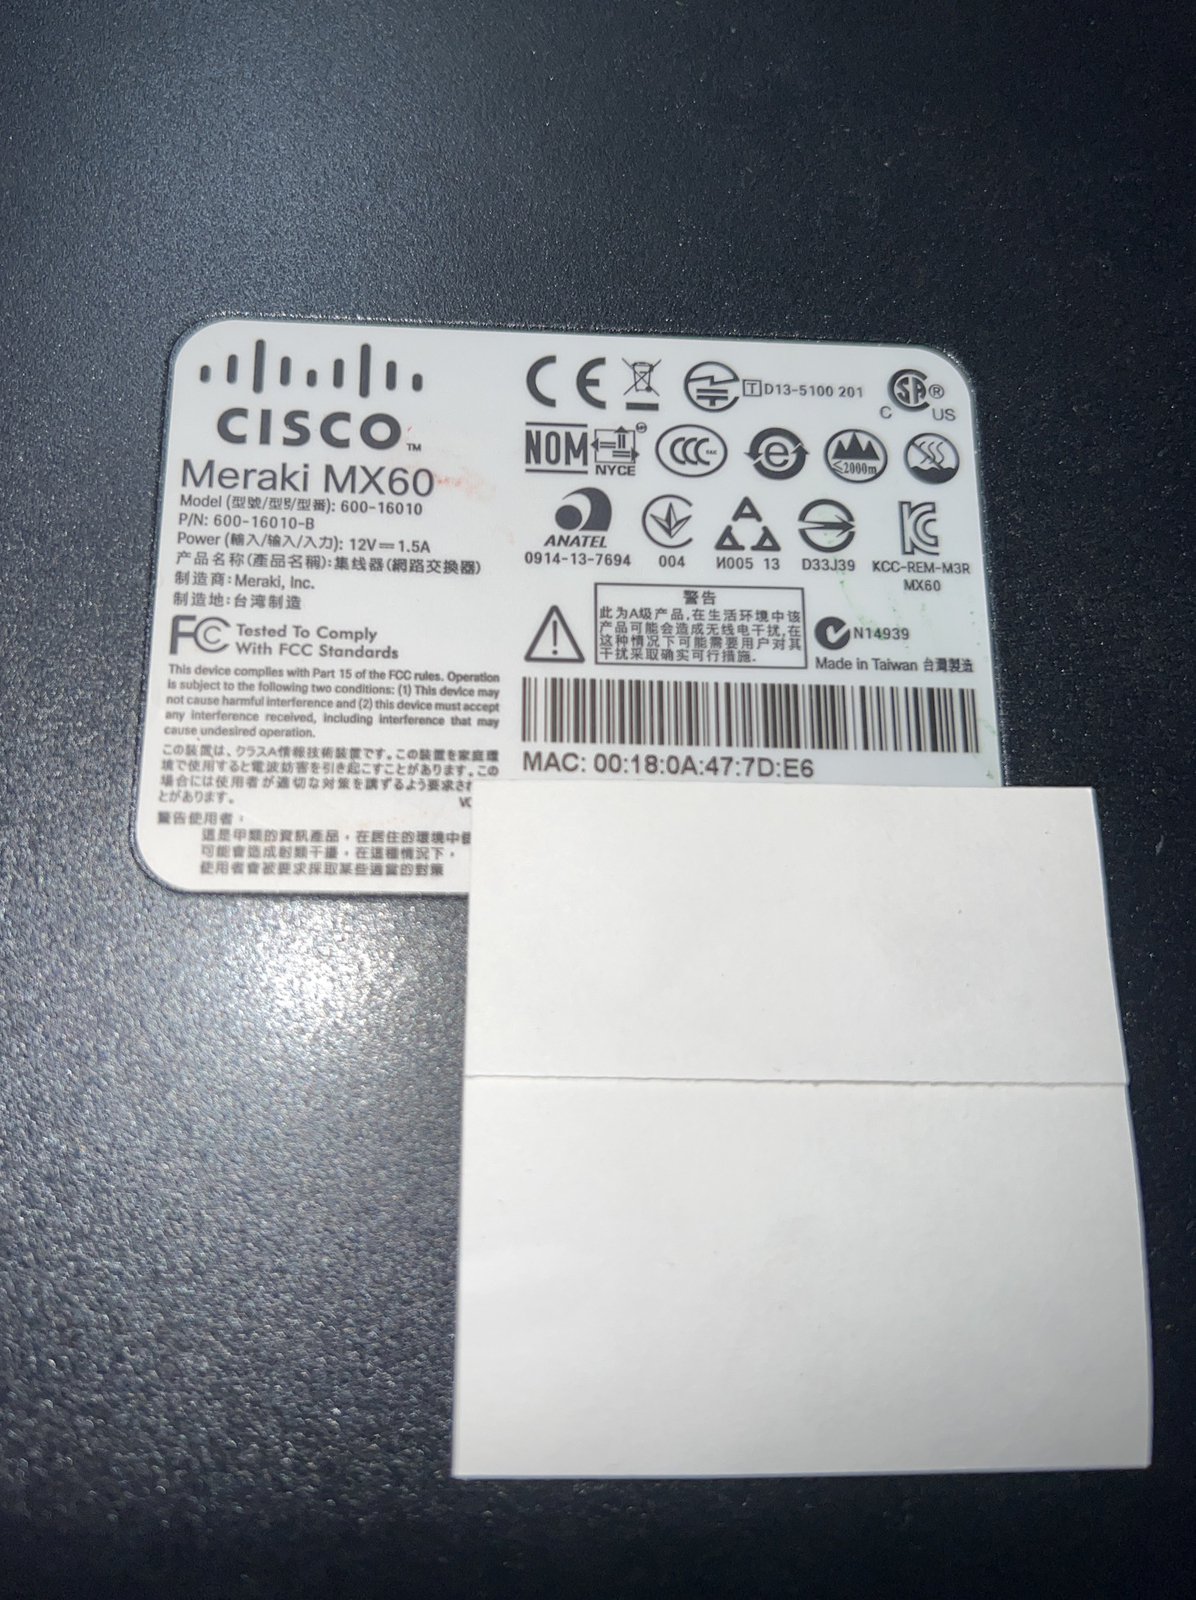 CISCO™
Meraki MX60
Model (型號/型号/型番): 600-16010
P/N: 600-16010-B
Power (輸入/输入/入力): 12V⎓1.5A
产品名称(產品名稱):集线器(網路交換器)
制造商:Meraki, Inc.
制造地:台湾制造
FC Tested To Comply
With FCC Standards
This device complies with Part 15 of the FCC rules. Operation
is subject to the following two conditions: (1) This device may
not cause harmful interference and (2) this device must accept
any interference received, including interference that may
cause undesired operation.
この装置は、クラスA情報技術装置です。この装置を家庭環
境で使用すると電波妨害を引き起こすことがあります。この
場合には使用者が適切な対策を講ずるよう要求され
とがあります。
VC
警告使用者:
這是甲類的資訊產品,在居住的環境中使
可能會造成射頻干擾,在這種情況下,
使用者會被要求採取某些適當的對策
CE
T D13-5100 201
C SA ® US
NOM NYCE
CCC
e
≤2000m
ANATEL
0914-13-7694
004
И005 13
D33J39
KCC-REM-M3R
MX60
警告
此为A级产品,在生活环境中该
产品可能会造成无线电干扰,在
这种情况下可能需要用户对其
干扰采取确实可行措施.
N14939
Made in Taiwan 台灣製造
MAC: 00:18:0A:47:7D:E6